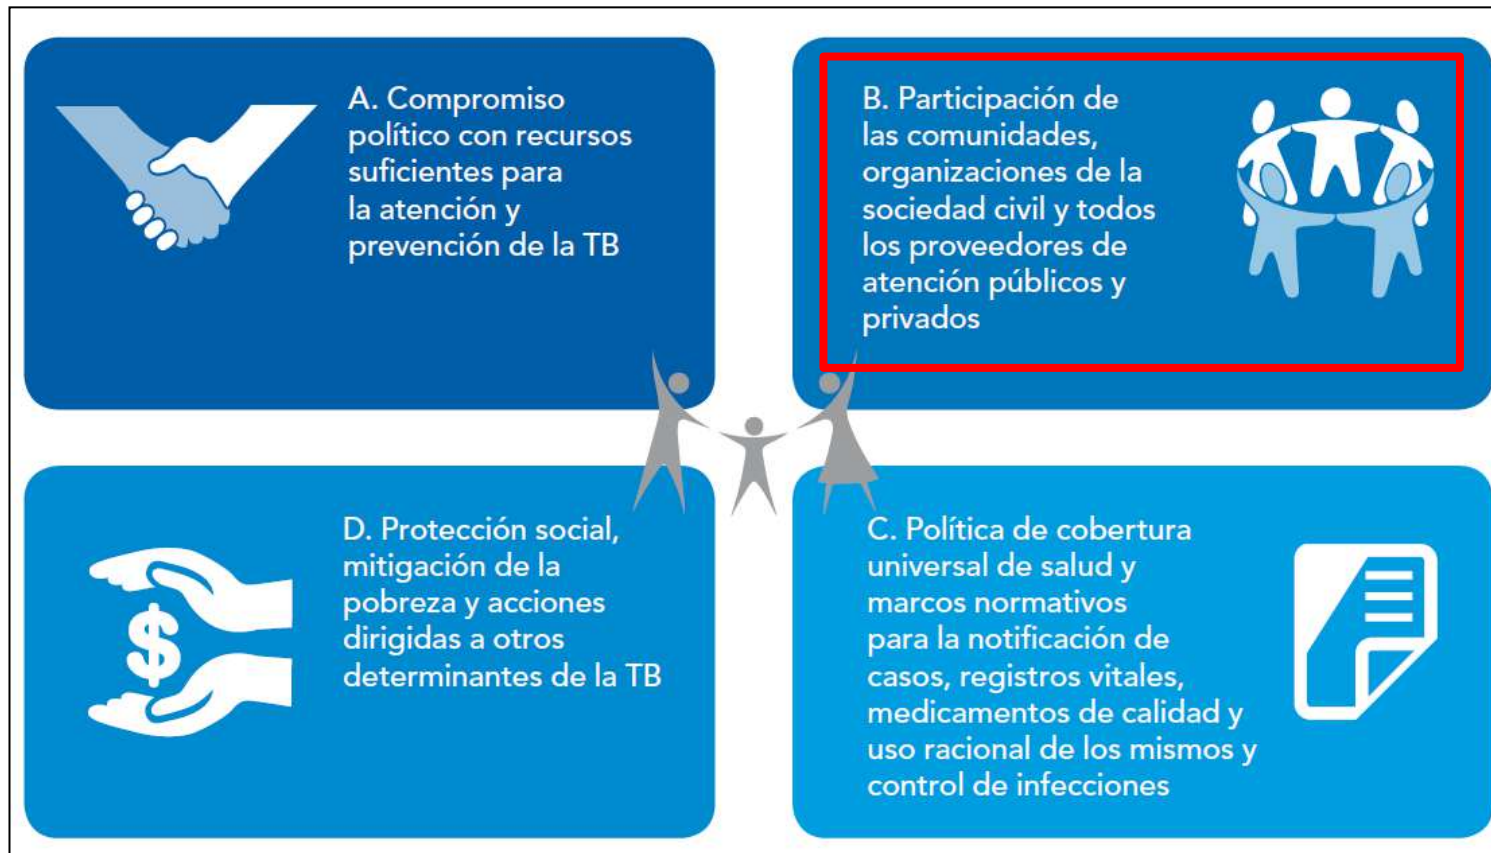 A. Compromiso
político con recursos
suficientes para
la atención y
prevención de la TB
B. Participación de
las comunidades,
organizaciones de la
sociedad civil y todos
los proveedores de
atención públicos y
privados
D. Protección social,
mitigación de la
pobreza y acciones
dirigidas a otros
determinantes de la TB
$
C. Política de cobertura
universal de salud y
marcos normativos
para la notificación de
casos, registros vitales,
medicamentos de calidad y
uso racional de los mismos y
control de infecciones